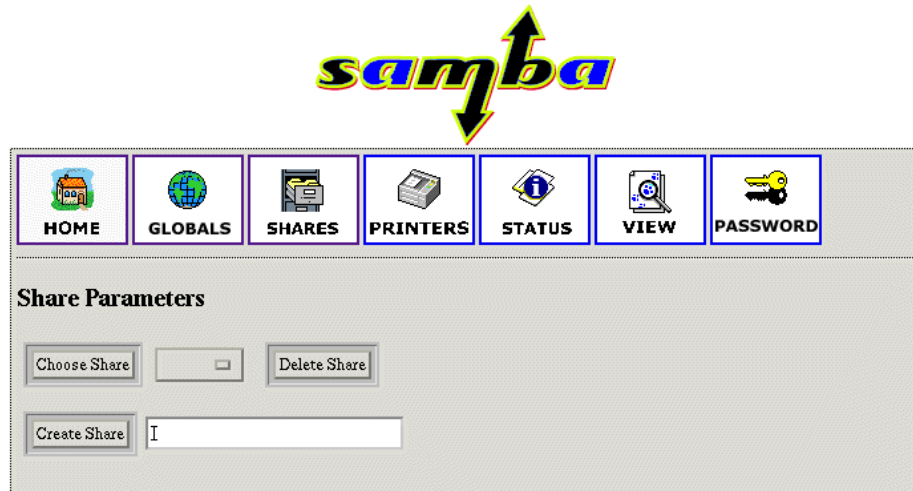 samba
HOME GLOBALS SHARES PRINTERS STATUS VIEW PASSWORD
Share Parameters
Choose Share Delete Share
Create Share